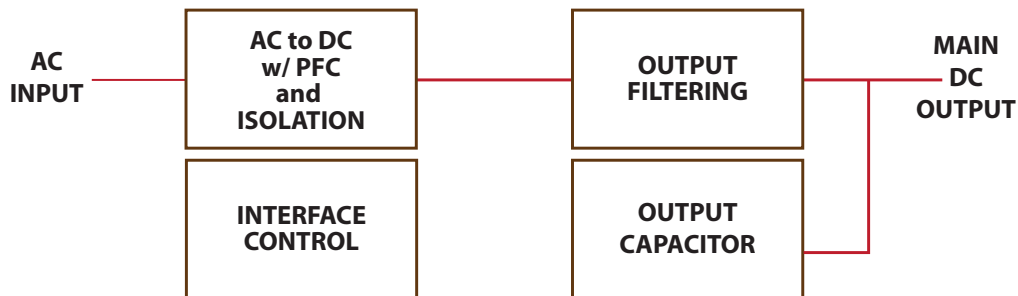 AC
INPUT
AC to DC
w/ PFC
and
ISOLATION
OUTPUT
FILTERING
MAIN
DC
OUTPUT
INTERFACE
CONTROL
OUTPUT
CAPACITOR